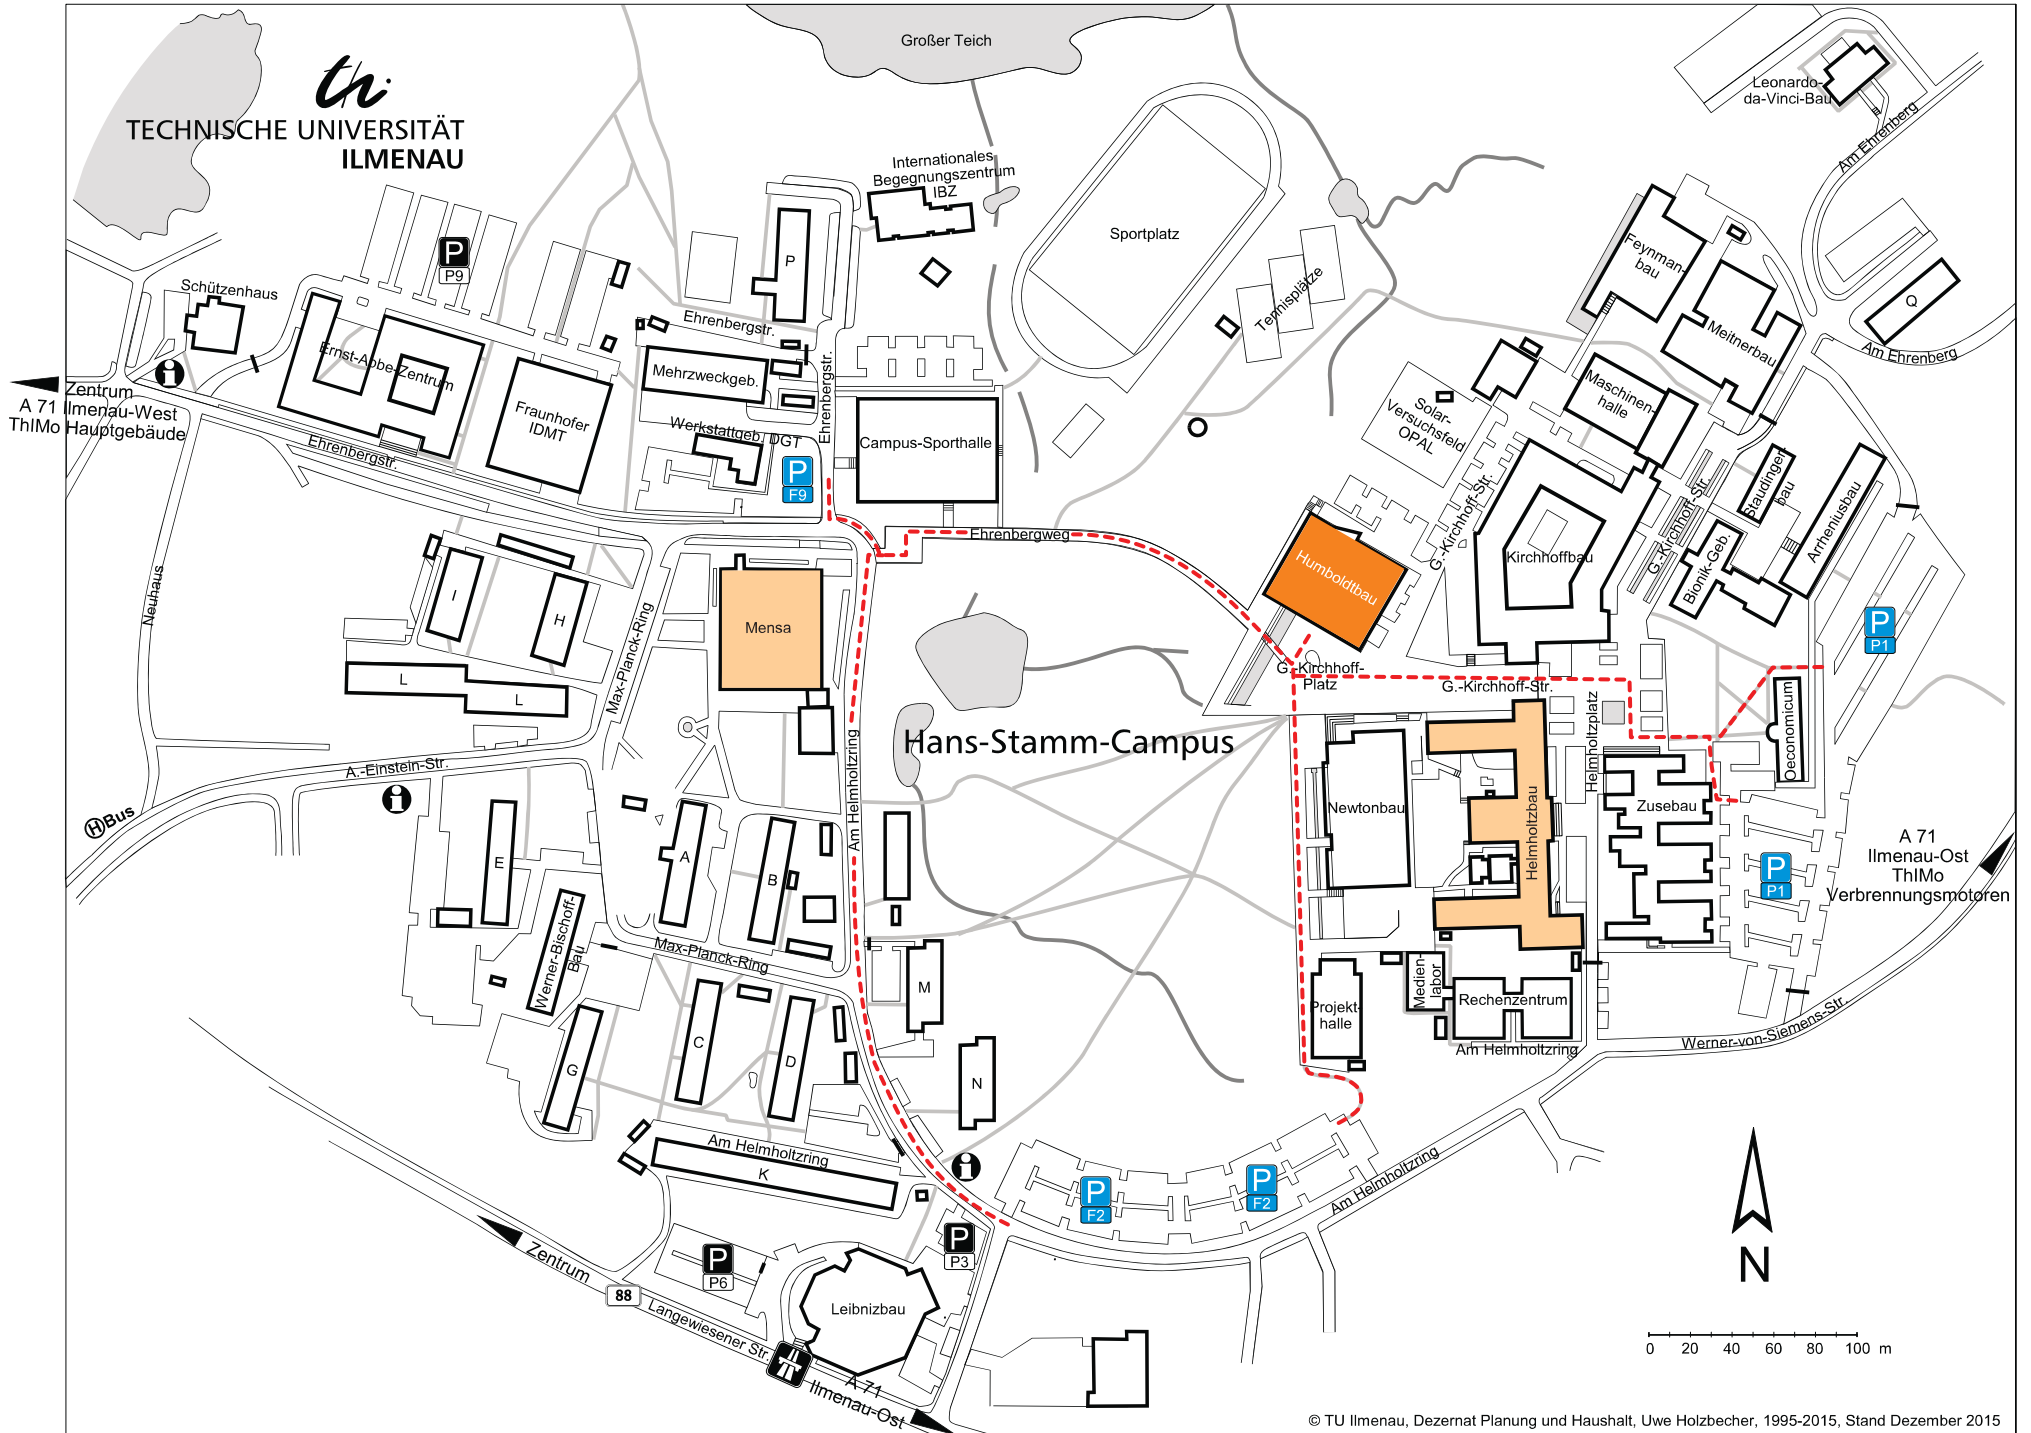 Großer Teich
TECHNISCHE UNIVERSITÄT
ILMENAU
Leonardo-
da-Vinci-Bau
Am Ehrenberg
Internationales
Begegnungszentrum
IBZ
Sportplatz
P
P9
P
Feynman-
bau
Schützenhaus
Tennisplätze
Q
Ehrenbergstr.
Meitnerbau
Am Ehrenberg
Ernst-Abbe-Zentrum
Mehrzweckgeb.
Ehrenbergstr.
Maschinen-
halle
Zentrum
A 71 Ilmenau-West
ThIMo Hauptgebäude
Fraunhofer
IDMT
Solar-
Versuchsfeld
OPAL
Werkstattgeb. DGT
Campus-Sporthalle
Ehrenbergstr.
P
F9
Staudinger-
bau
Arrheniusbau
G.-Kirchhoff-Str.
G.-Kirchhoff-Str.
Ehrenbergweg
Kirchhoffbau
Bionik-Geb.
Humboldtbau
Neuhaus
I
H
Mensa
P
P1
Max-Planck-Ring
L
L
G.-Kirchhoff-
Platz
G.-Kirchhoff-Str.
Helmholtzplatz
Oeconomicum
Hans-Stamm-Campus
A.-Einstein-Str.
Am Helmholtzring
Newtonbau
Helmholtzbau
Zusebau
H Bus
E
A
B
P
P1
A 71
Ilmenau-Ost
ThIMo
Verbrennungsmotoren
Werner-Bischoff-
Bau
Max-Planck-Ring
M
Projekt-
halle
Medien-
labor
Rechenzentrum
Am Helmholtzring
Werner-von-Siemens-Str.
C
D
G
N
Am Helmholtzring
K
P
F2
P
F2
Am Helmholtzring
P
P3
P
P6
Zentrum
88
Langewiesener Str.
Leibnizbau
A 71
Ilmenau-Ost
N
0 20 40 60 80 100 m
© TU Ilmenau, Dezernat Planung und Haushalt, Uwe Holzbecher, 1995-2015, Stand Dezember 2015